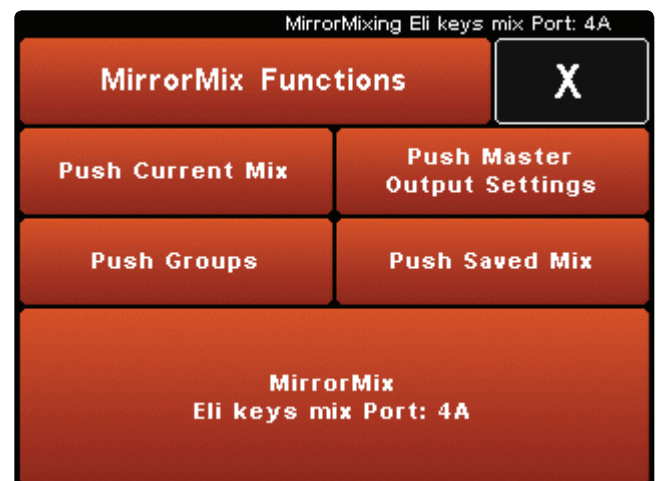 MirrorMixing Eli keys mix Port: 4A
MirrorMix Functions
X
Push Current Mix
Push Master
Output Settings
Push Groups
Push Saved Mix
MirrorMix
Eli keys mix Port: 4A